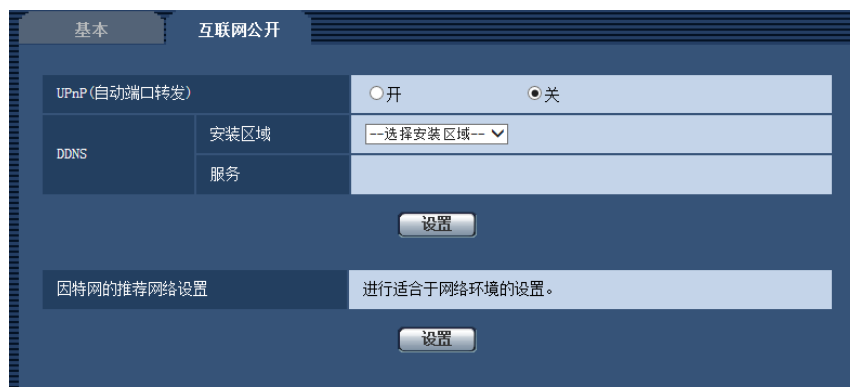 基本 互联网公开
UPnP(自动端口转发) 开 关
DDNS 安装区域 --选择安装区域--
服务
设置
因特网的推荐网络设置 进行适合于网络环境的设置。
设置